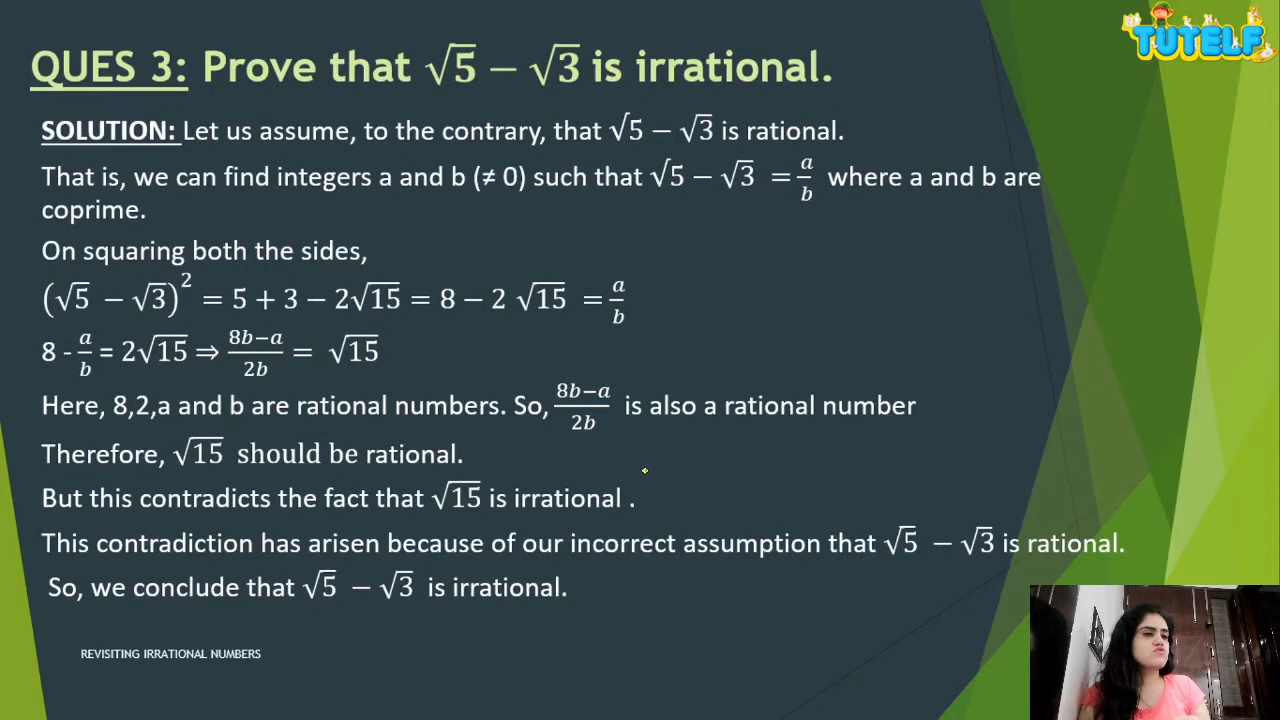 TUTELF
QUES 3: Prove that √5 − √3 is irrational.
SOLUTION: Let us assume, to the contrary, that √5 − √3 is rational.
That is, we can find integers a and b (≠ 0) such that √5 − √3 = a/b where a and b are
coprime.
On squaring both the sides,
(√5 − √3)² = 5 + 3 − 2√15 = 8 − 2 √15 = a/b
8 - a/b = 2√15 ⇒ 8b−a/2b = √15
Here, 8,2,a and b are rational numbers. So, 8b−a/2b is also a rational number
Therefore, √15 should be rational.
But this contradicts the fact that √15 is irrational .
This contradiction has arisen because of our incorrect assumption that √5 − √3 is rational.
So, we conclude that √5 − √3 is irrational.
REVISITING IRRATIONAL NUMBERS